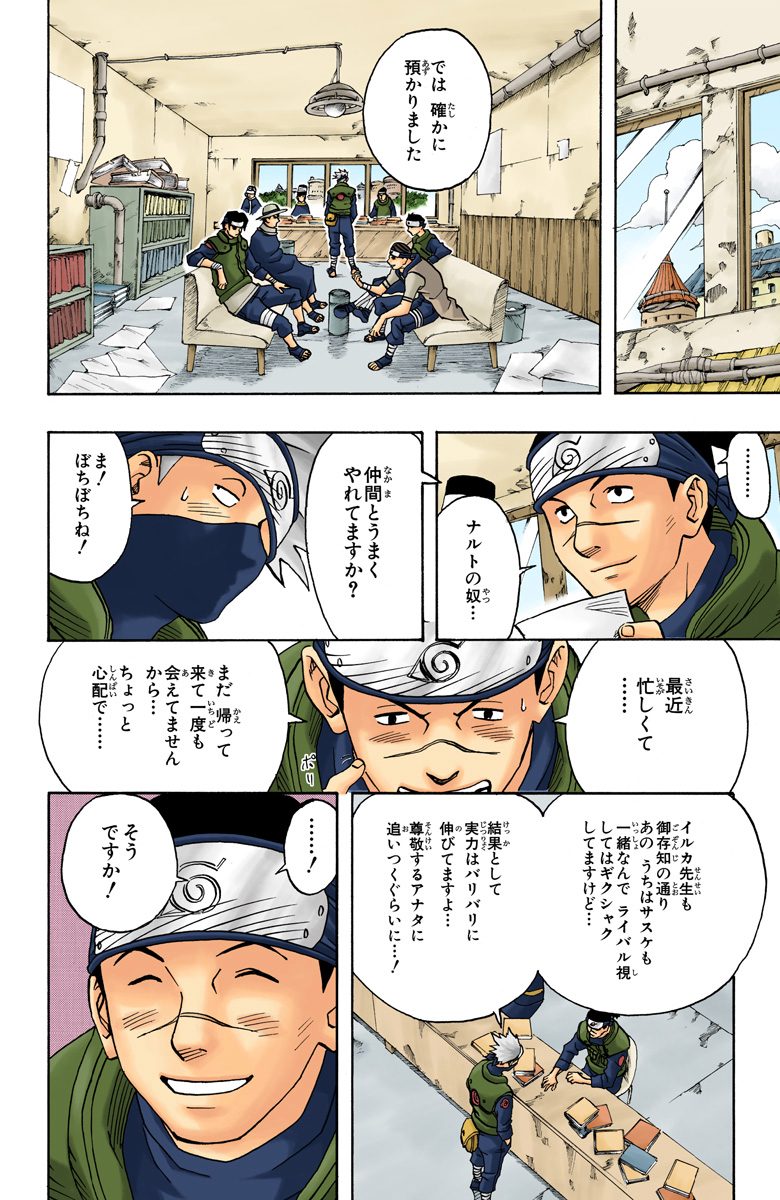 では 確かに
預かりました
………
ナルトの奴…
仲間とうまく
やれてますか？
ま！
ぼちぼちね！
最近
忙しくて
……
まだ 帰って
来て一度も
会えてません
から…
ちょっと
心配で……
ポリ
イルカ先生も
御存知の通り
あの うちはサスケも
一緒なんで ライバル視
してはギクシャク
してますけど…
結果として
実力はバリバリに
伸びてますよ…
尊敬するアナタに
追いつくぐらいに…！
……！
そう
ですか！